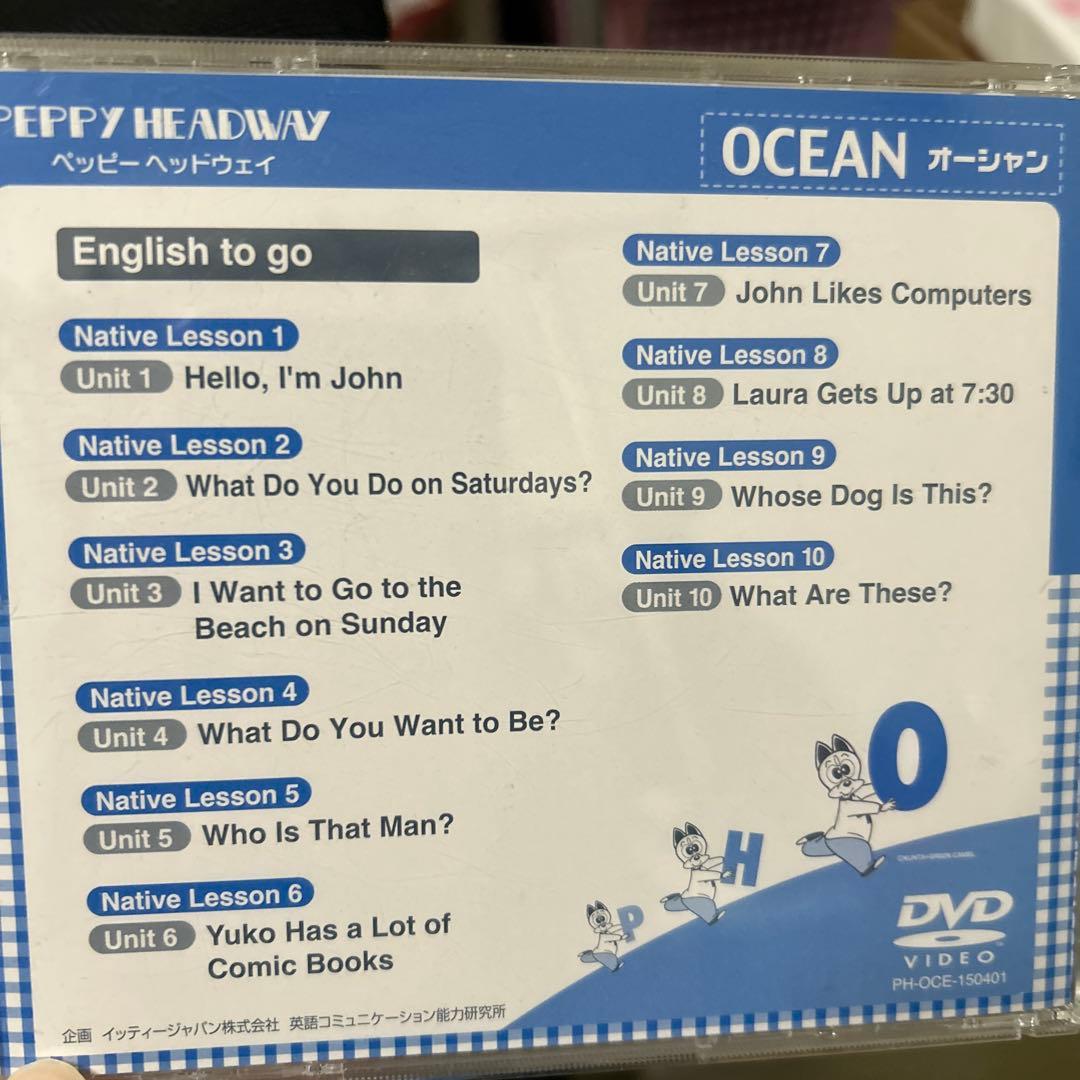 PEPPY HEADWAY
ペッピーヘッドウェイ
OCEAN オーシャン
English to go
Native Lesson 1
Unit 1 Hello, I'm John
Native Lesson 2
Unit 2 What Do You Do on Saturdays?
Native Lesson 3
Unit 3 I Want to Go to the
Beach on Sunday
Native Lesson 4
Unit 4 What Do You Want to Be?
Native Lesson 5
Unit 5 Who Is That Man?
Native Lesson 6
Unit 6 Yuko Has a Lot of
Comic Books
Native Lesson 7
Unit 7 John Likes Computers
Native Lesson 8
Unit 8 Laura Gets Up at 7:30
Native Lesson 9
Unit 9 Whose Dog Is This?
Native Lesson 10
Unit 10 What Are These?
P
H
O
DVD
VIDEO
PH-OCE-150401
企画 イッティージャパン株式会社 英語コミュニケーション能力研究所